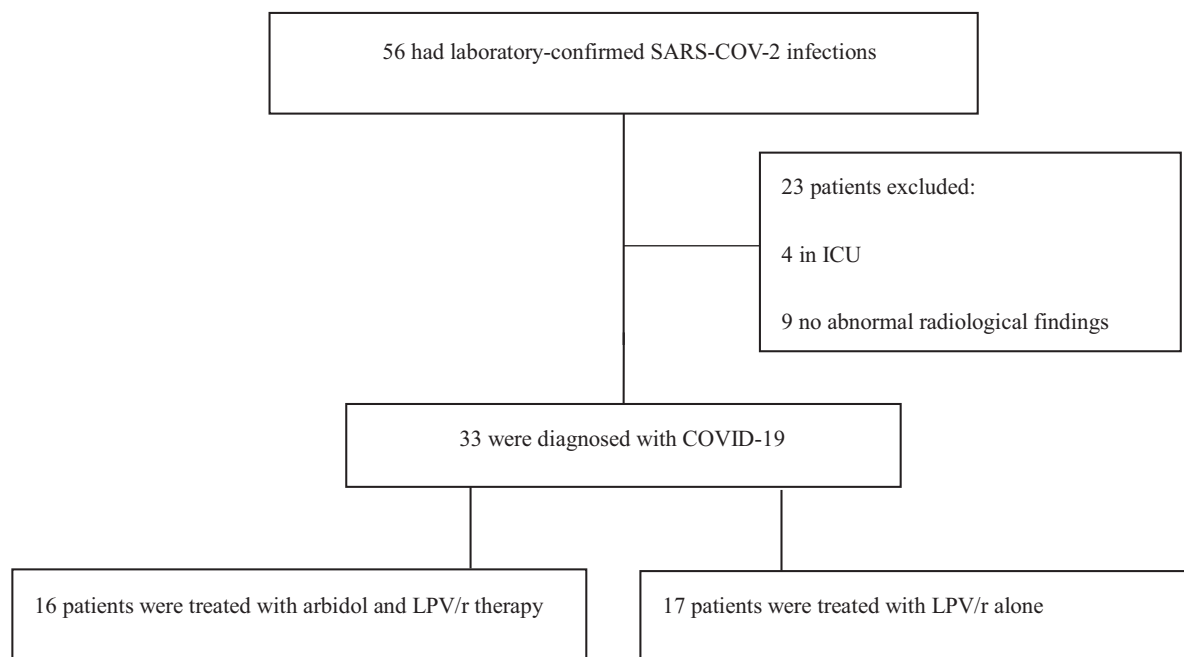 56 had laboratory-confirmed SARS-COV-2 infections
23 patients excluded:
4 in ICU
9 no abnormal radiological findings
33 were diagnosed with COVID-19
16 patients were treated with arbidol and LPV/r therapy
17 patients were treated with LPV/r alone